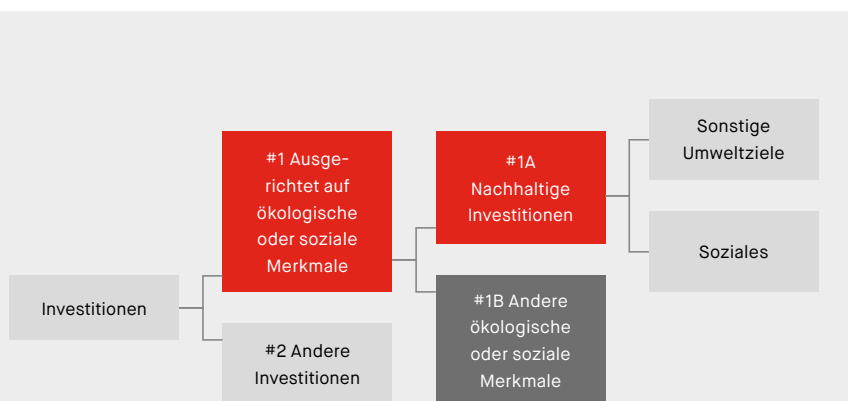 Investitionen
#1 Ausge-
richtet auf
ökologische
oder soziale
Merkmale
#2 Andere
Investitionen
#1A
Nachhaltige
Investitionen
#1B Andere
ökologische
oder soziale
Merkmale
Sonstige
Umweltziele
Soziales